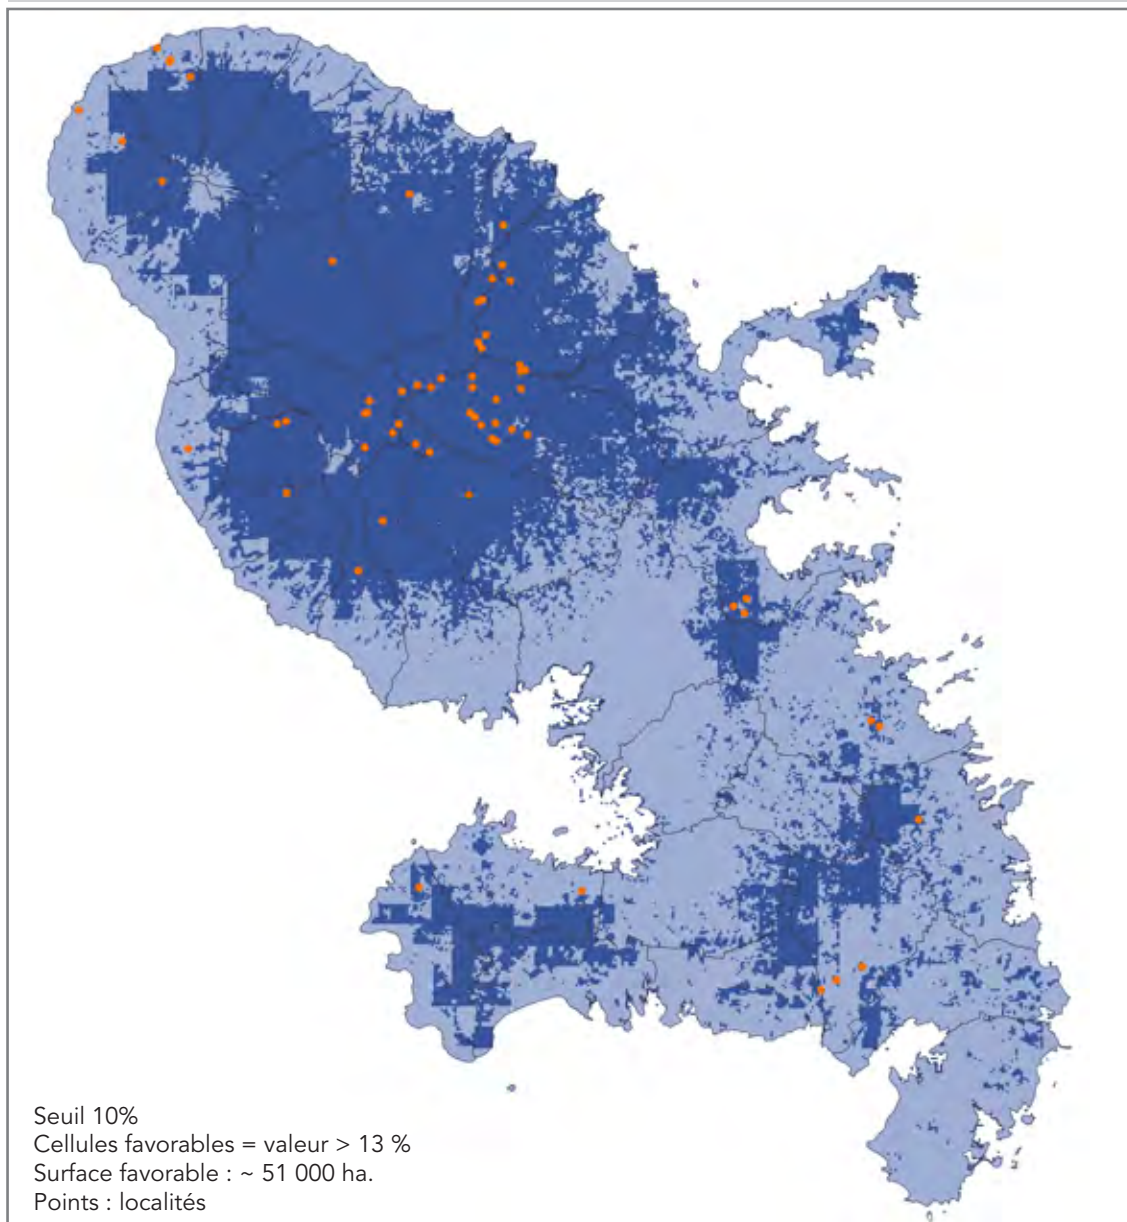 Seuil 10%
Cellules favorables = valeur > 13 %
Surface favorable : ~ 51 000 ha.
Points : localités